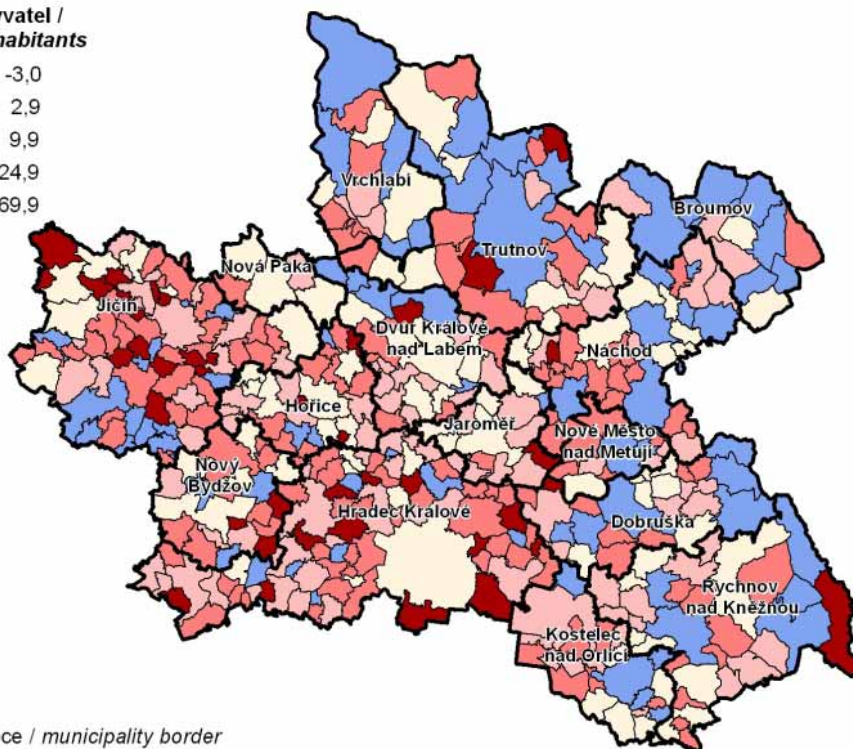 vatel /
habitants
-3,0
2,9
9,9
24,9
69,9
Vrchlabí
Broumov
Trutnov
Nová Paka
Jičín
Dvůr Králové
nad Labem
Náchod
Hořice
Jaroměř
Nové Město
nad Metují
Nový
Bydžov
Hradec Králové
Dobruška
Rychnov
nad Kněžnou
Kostelec
nad Orlicí
ce / municipality border